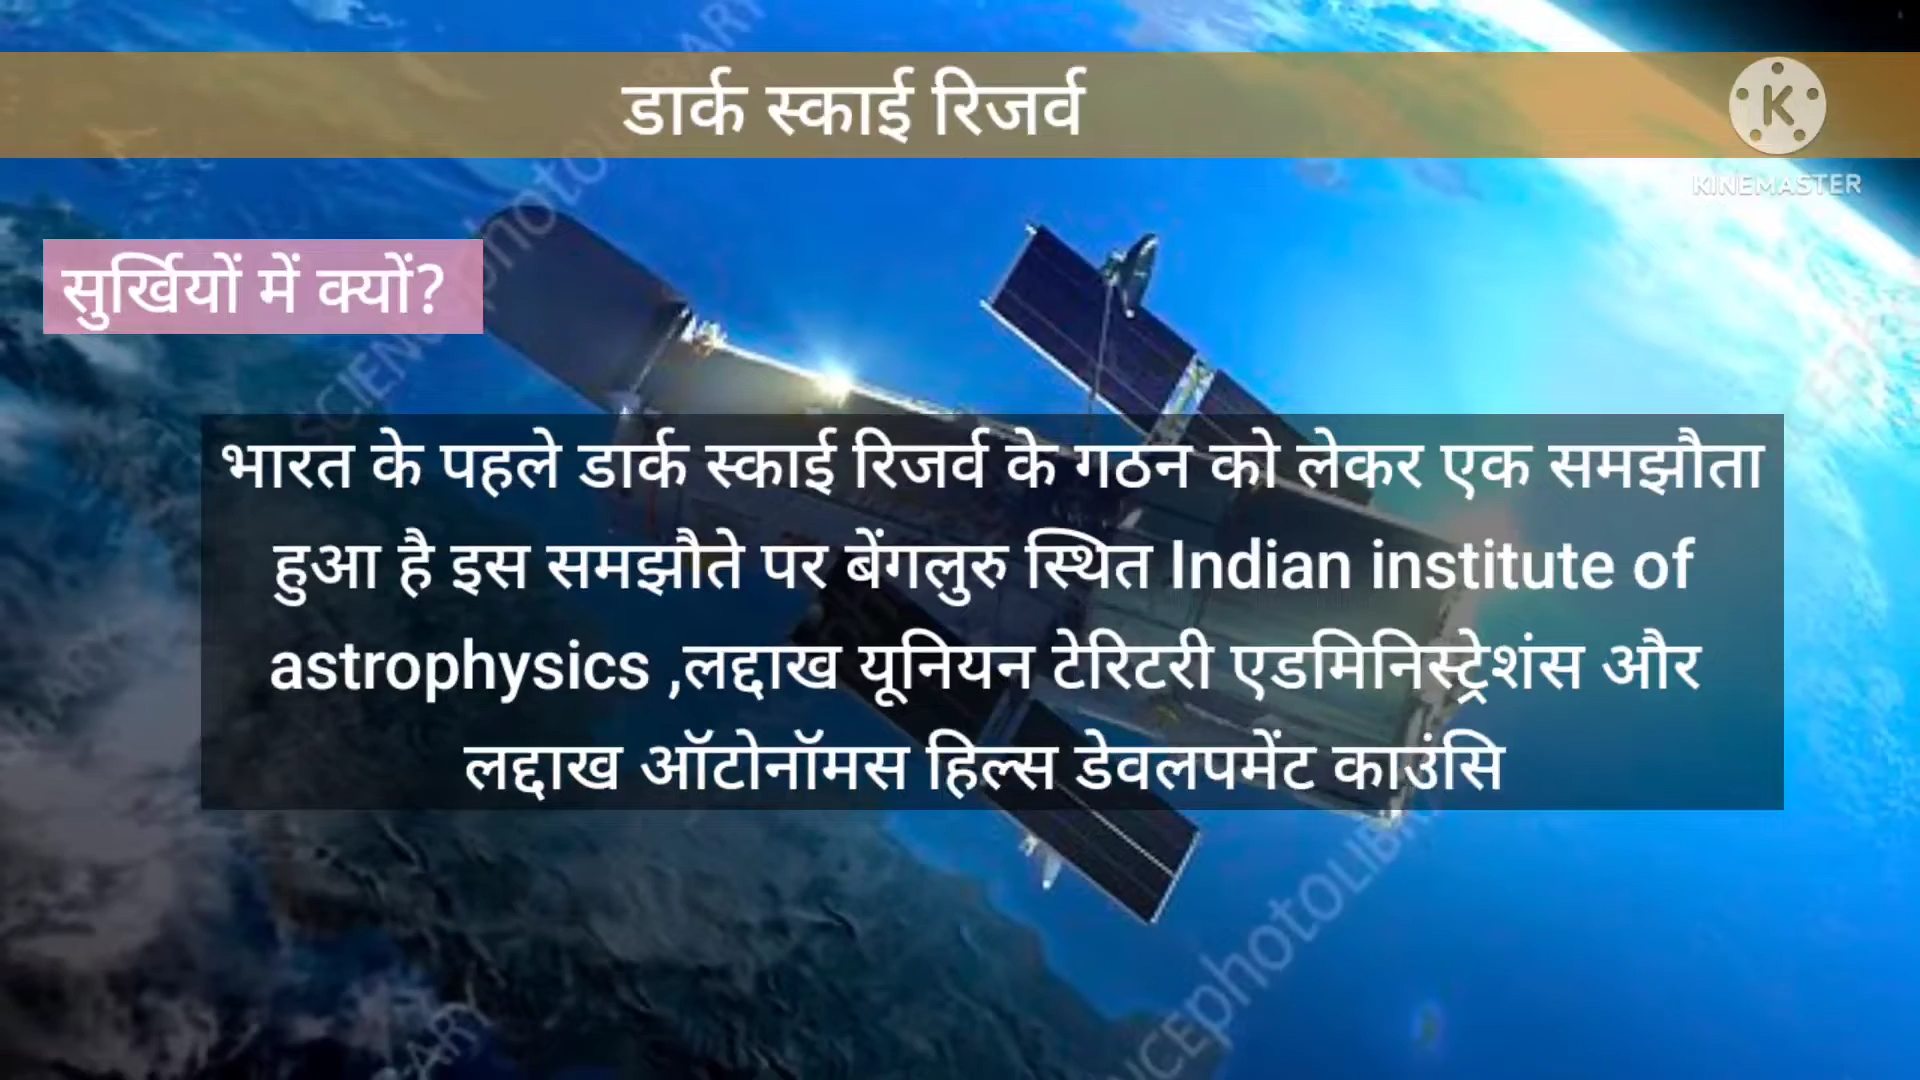 डार्क स्काई रिजर्व
K
KINEMASTER
सुर्खियों में क्यों?
भारत के पहले डार्क स्काई रिजर्व के गठन को लेकर एक समझौता
हुआ है इस समझौते पर बेंगलुरु स्थित Indian institute of
astrophysics ,लद्दाख यूनियन टेरिटरी एडमिनिस्ट्रेशंस और
लद्दाख ऑटोनॉमस हिल्स डेवलपमेंट काउंसि
SCIENCEphotoLIBRARY